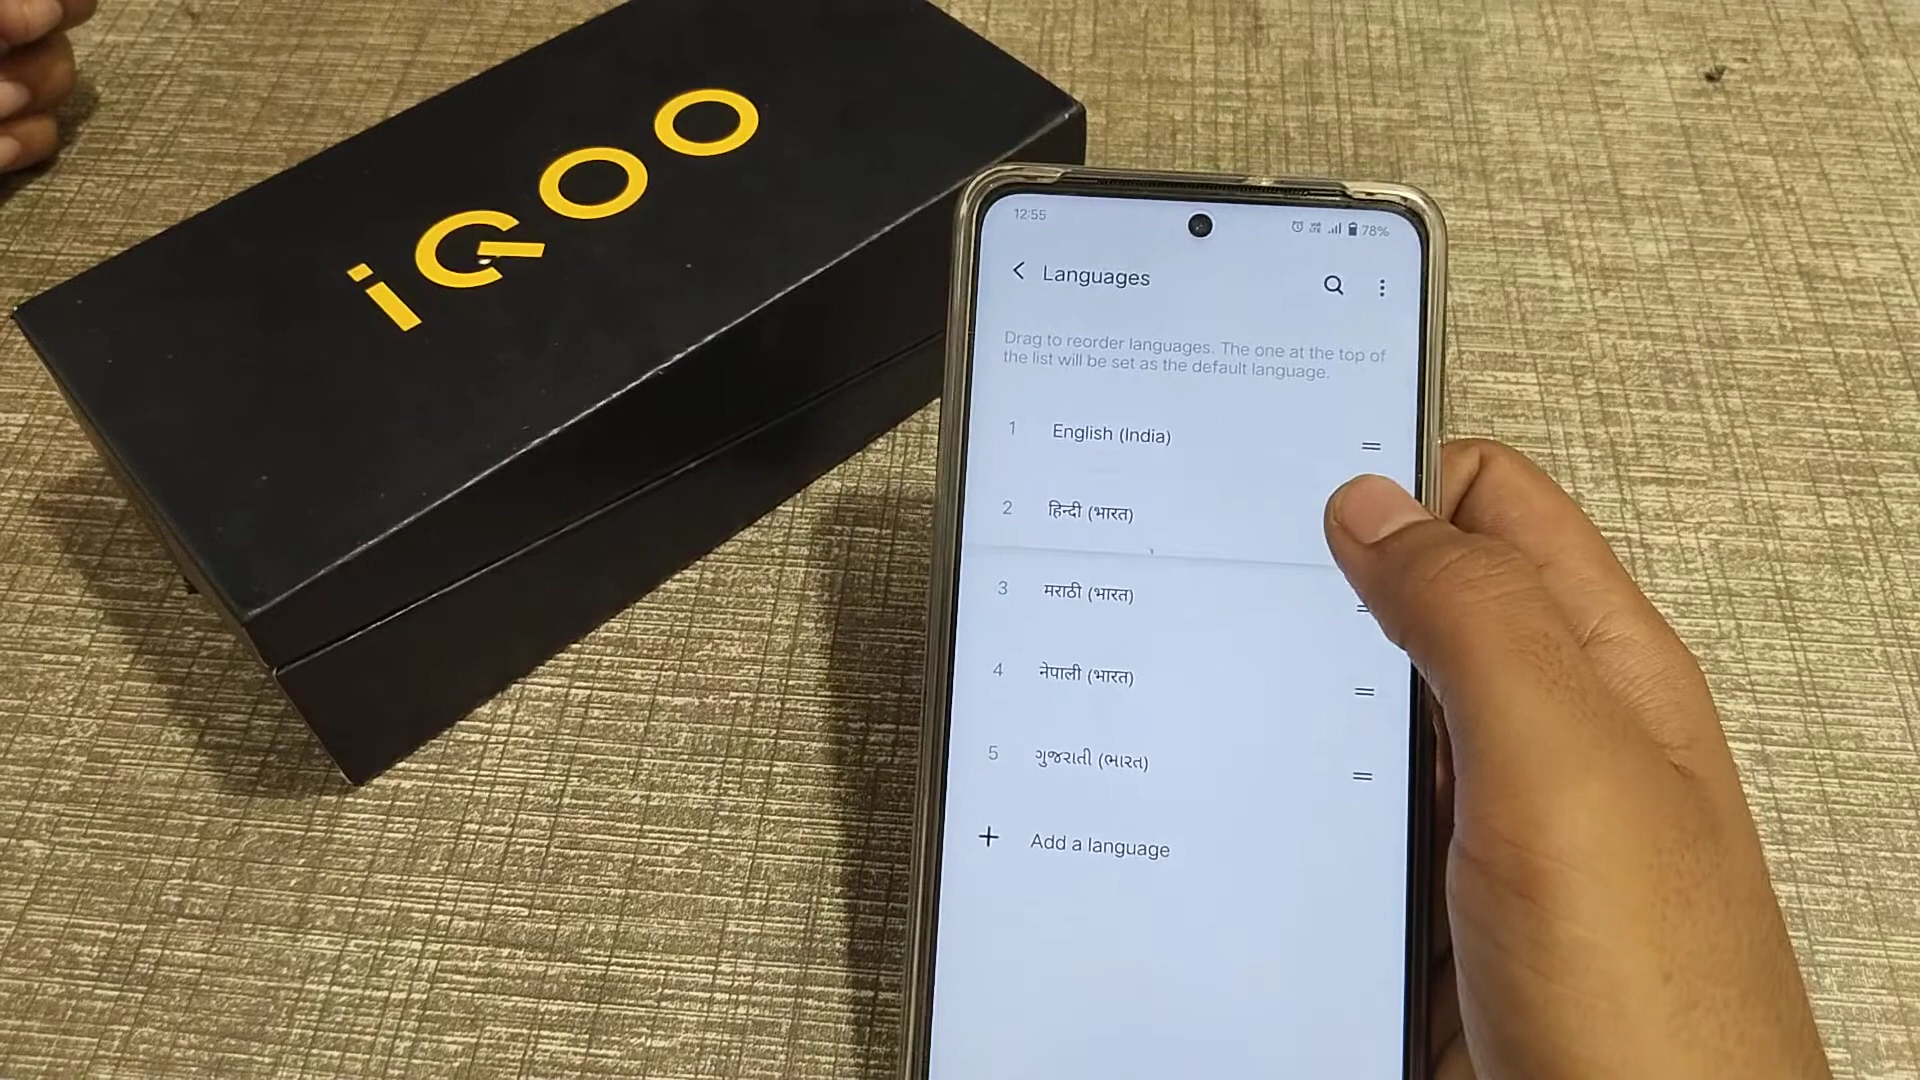 iQOO
12:55
78%
Languages
Drag to reorder languages. The one at the top of
the list will be set as the default language.
1 English (India)
2 हिन्दी (भारत)
3 मराठी (भारत)
4 नेपाली (भारत)
5 ગુજરાતી (ભારત)
+ Add a language